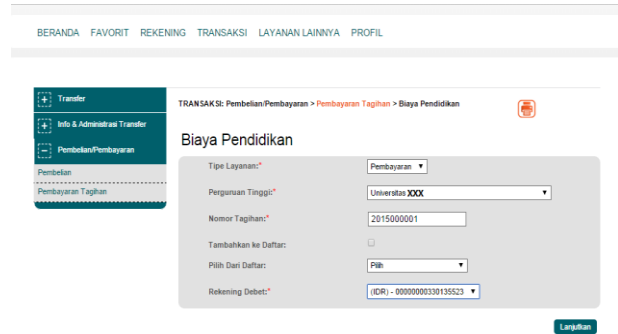 BERANDA FAVORIT REKENING TRANSAKSI LAYANAN LAINNYA PROFIL
Transfer
Info & Administrasi Transfer
Pembelian/Pembayaran
Pembelian
Pembayaran Tagihan
TRANSAKSI: Pembelian/Pembayaran > Pembayaran Tagihan > Biaya Pendidikan
Biaya Pendidikan
Tipe Layanan:* Pembayaran
Perguruan Tinggi:* Universitas XXX
Nomor Tagihan:* 2015000001
Tambahkan ke Daftar:
Pilih Dari Daftar: Pilih
Rekening Debet:* (IDR) - 00000000330135523
Lanjutkan